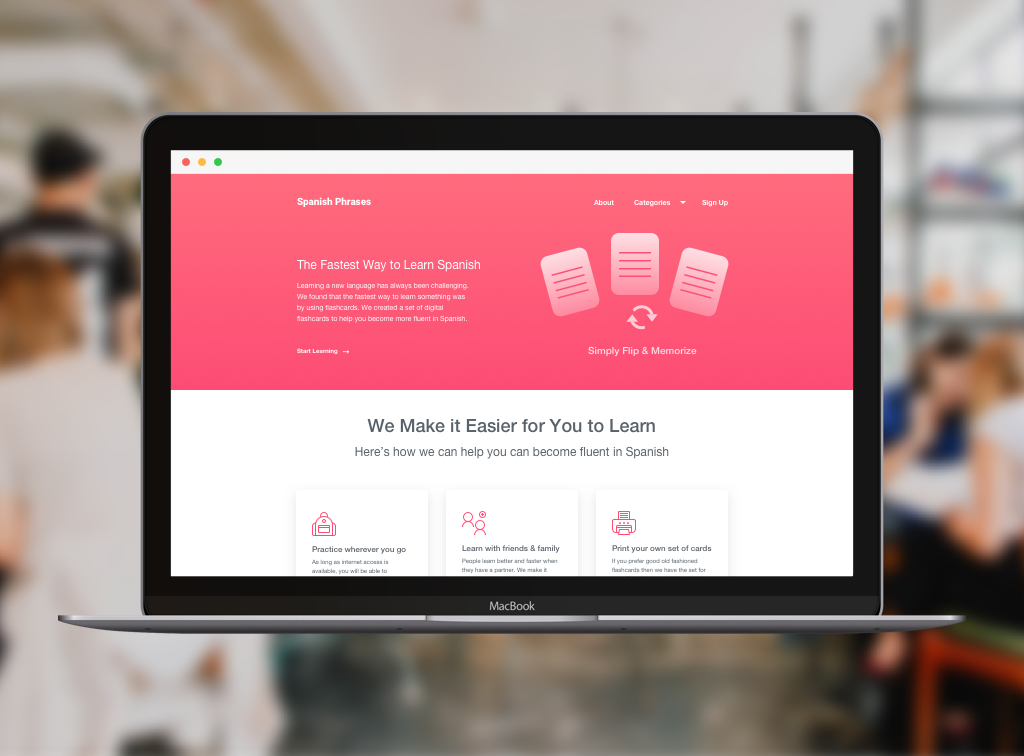 Spanish Phrases
About Categories Sign Up
The Fastest Way to Learn Spanish
Learning a new language has always been challenging.
We found that the fastest way to learn something was
by using flashcards. We created a set of digital
flashcards to help you become more fluent in Spanish.
Start Learning →
Simply Flip & Memorize
We Make it Easier for You to Learn
Here's how we can help you can become fluent in Spanish
Practice wherever you go
As long as internet access is
available, you will be able to
Learn with friends & family
People learn better and faster when
they have a partner. We make it
Print your own set of cards
If you prefer good old fashioned
flashcards then we have the set for
MacBook